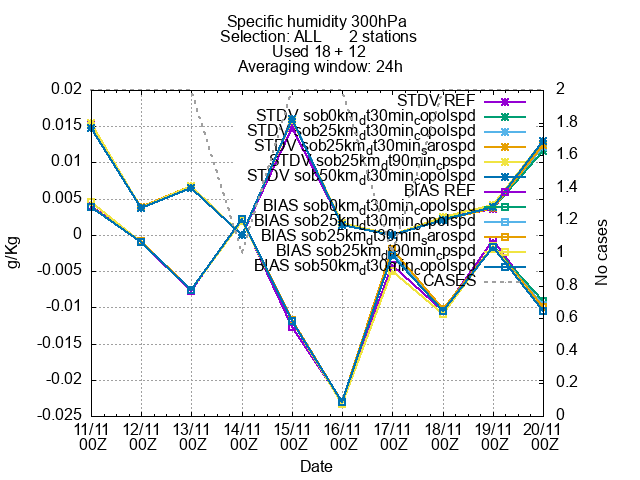 Specific humidity 300hPa
Selection: ALL 2 stations
Used 18 + 12
Averaging window: 24h
0.02
0.015
0.01
0.005
0
-0.005
-0.01
-0.015
-0.02
-0.025
g/Kg
STDV REF
STDV sob0km_dt30min_copolspd
STDV sob25km_dt30min_copolspd
STDV sob25km_dt30min_sarospd
STDV sob25km_dt90min_cpspd
STDV sob50km_dt30min_copolspd
BIAS REF
BIAS sob0km_dt30min_copolspd
BIAS sob25km_dt30min_copolspd
BIAS sob25km_dt30min_sarospd
BIAS sob25km_dt90min_cpspd
BIAS sob50km_dt30min_copolspd
CASES
2
1.8
1.6
1.4
1.2
1
0.8
0.6
0.4
0.2
0
No cases
11/11 12/11 13/11 14/11 15/11 16/11 17/11 18/11 19/11 20/11
00Z 00Z 00Z 00Z 00Z 00Z 00Z 00Z 00Z 00Z
Date